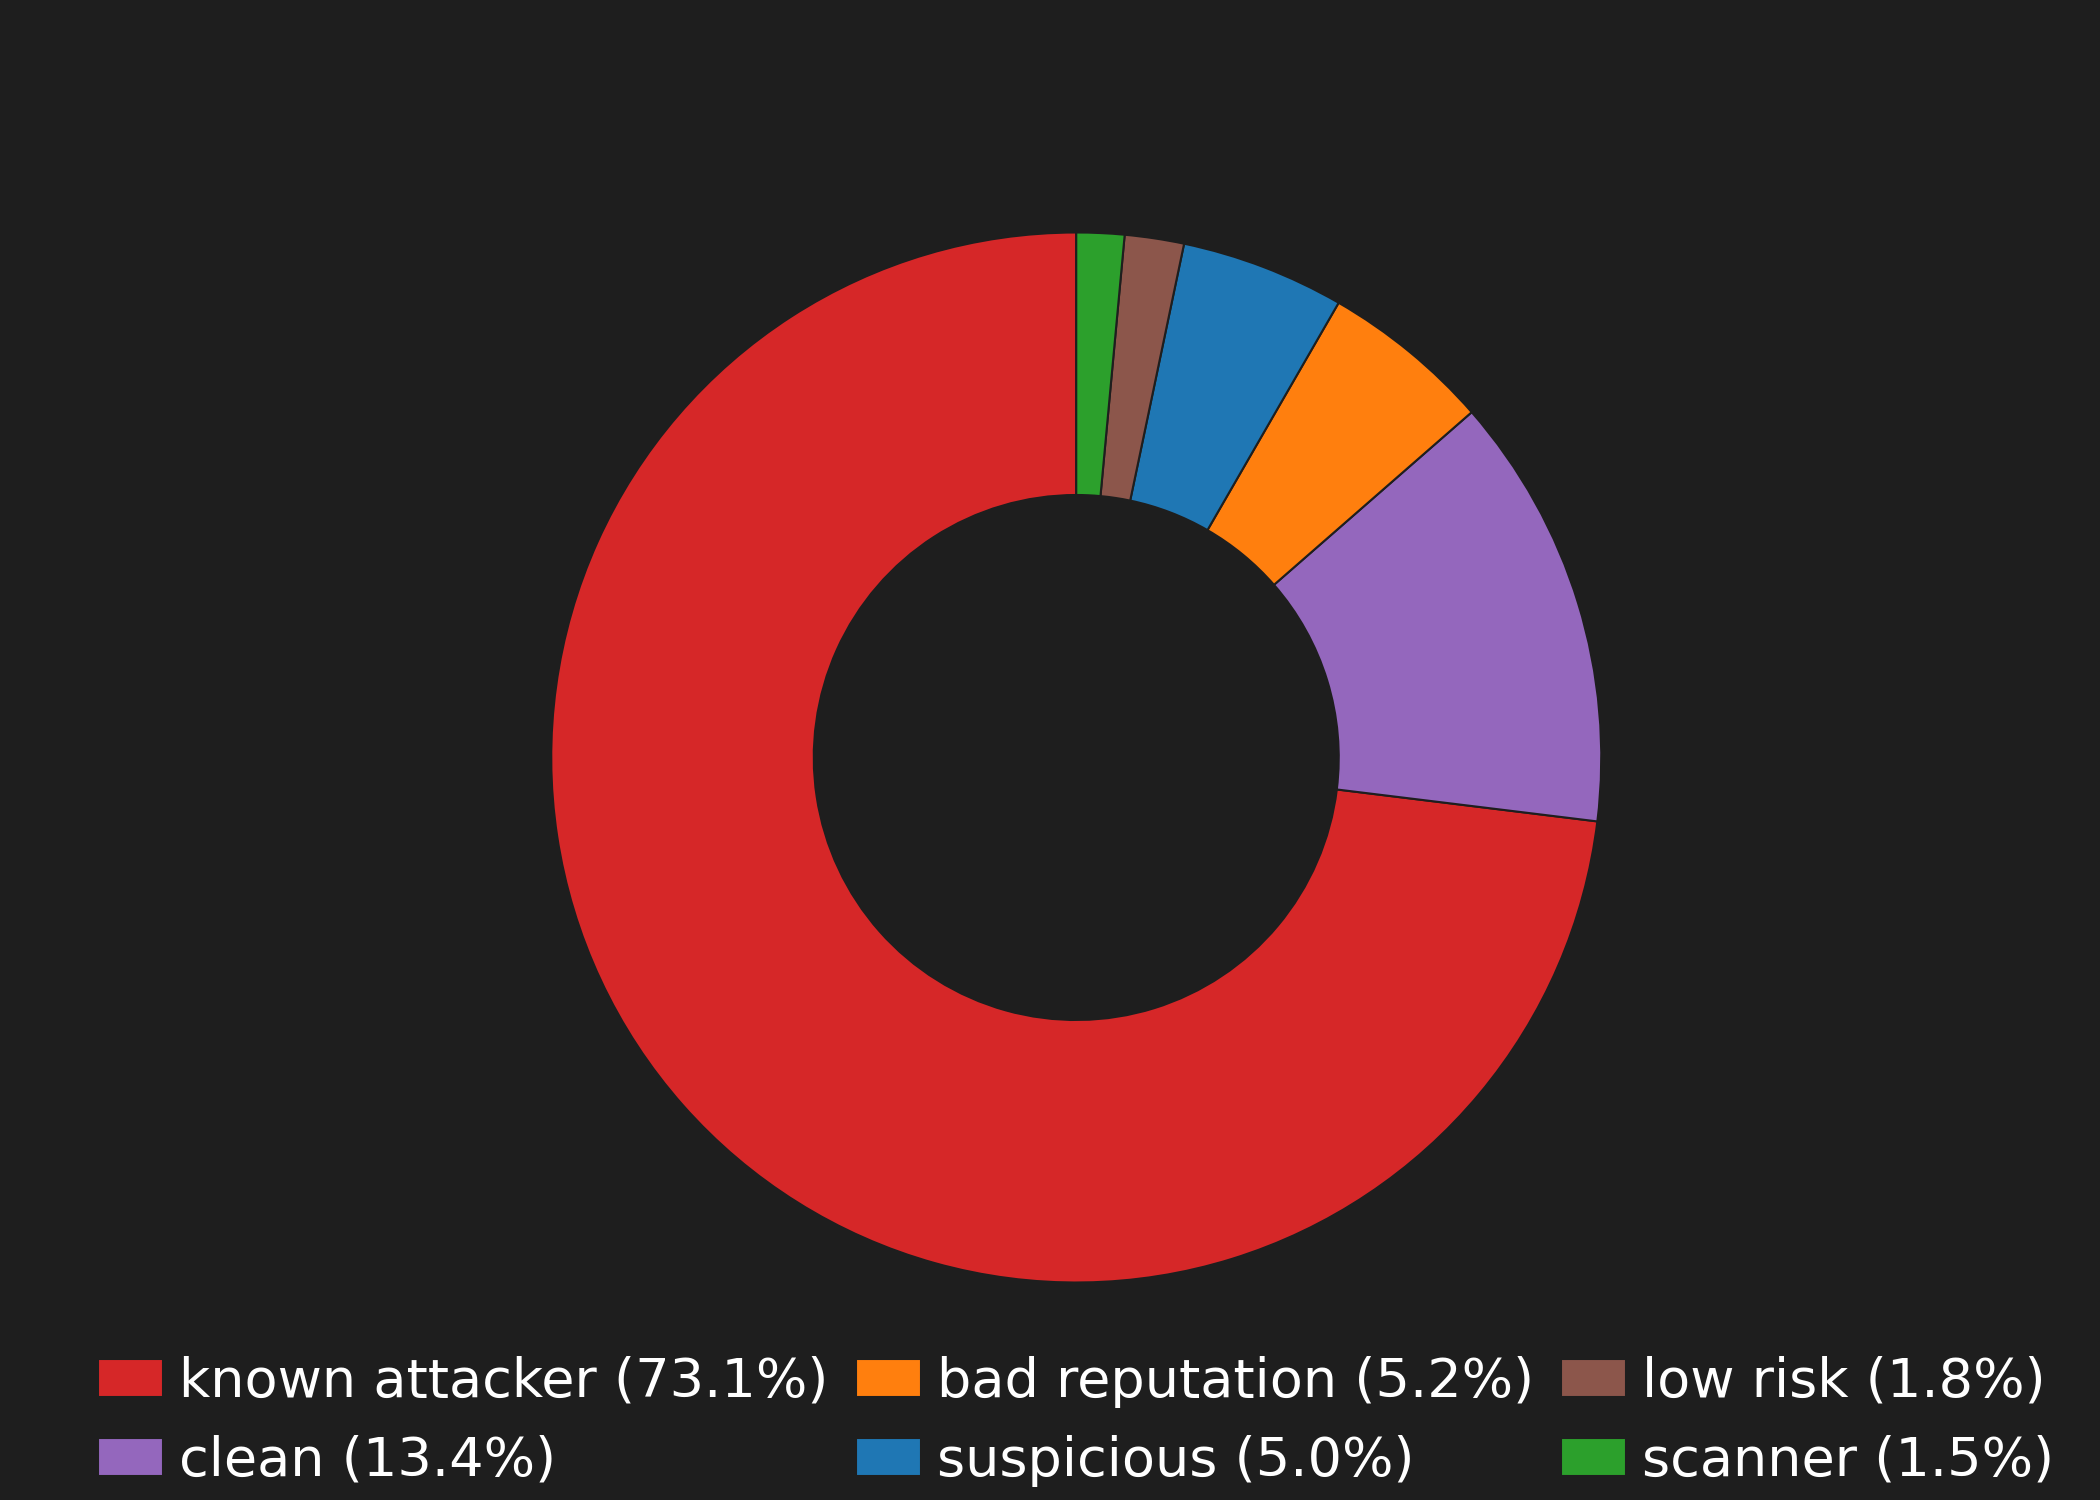 known attacker (73.1%) bad reputation (5.2%) low risk (1.8%)
clean (13.4%) suspicious (5.0%) scanner (1.5%)